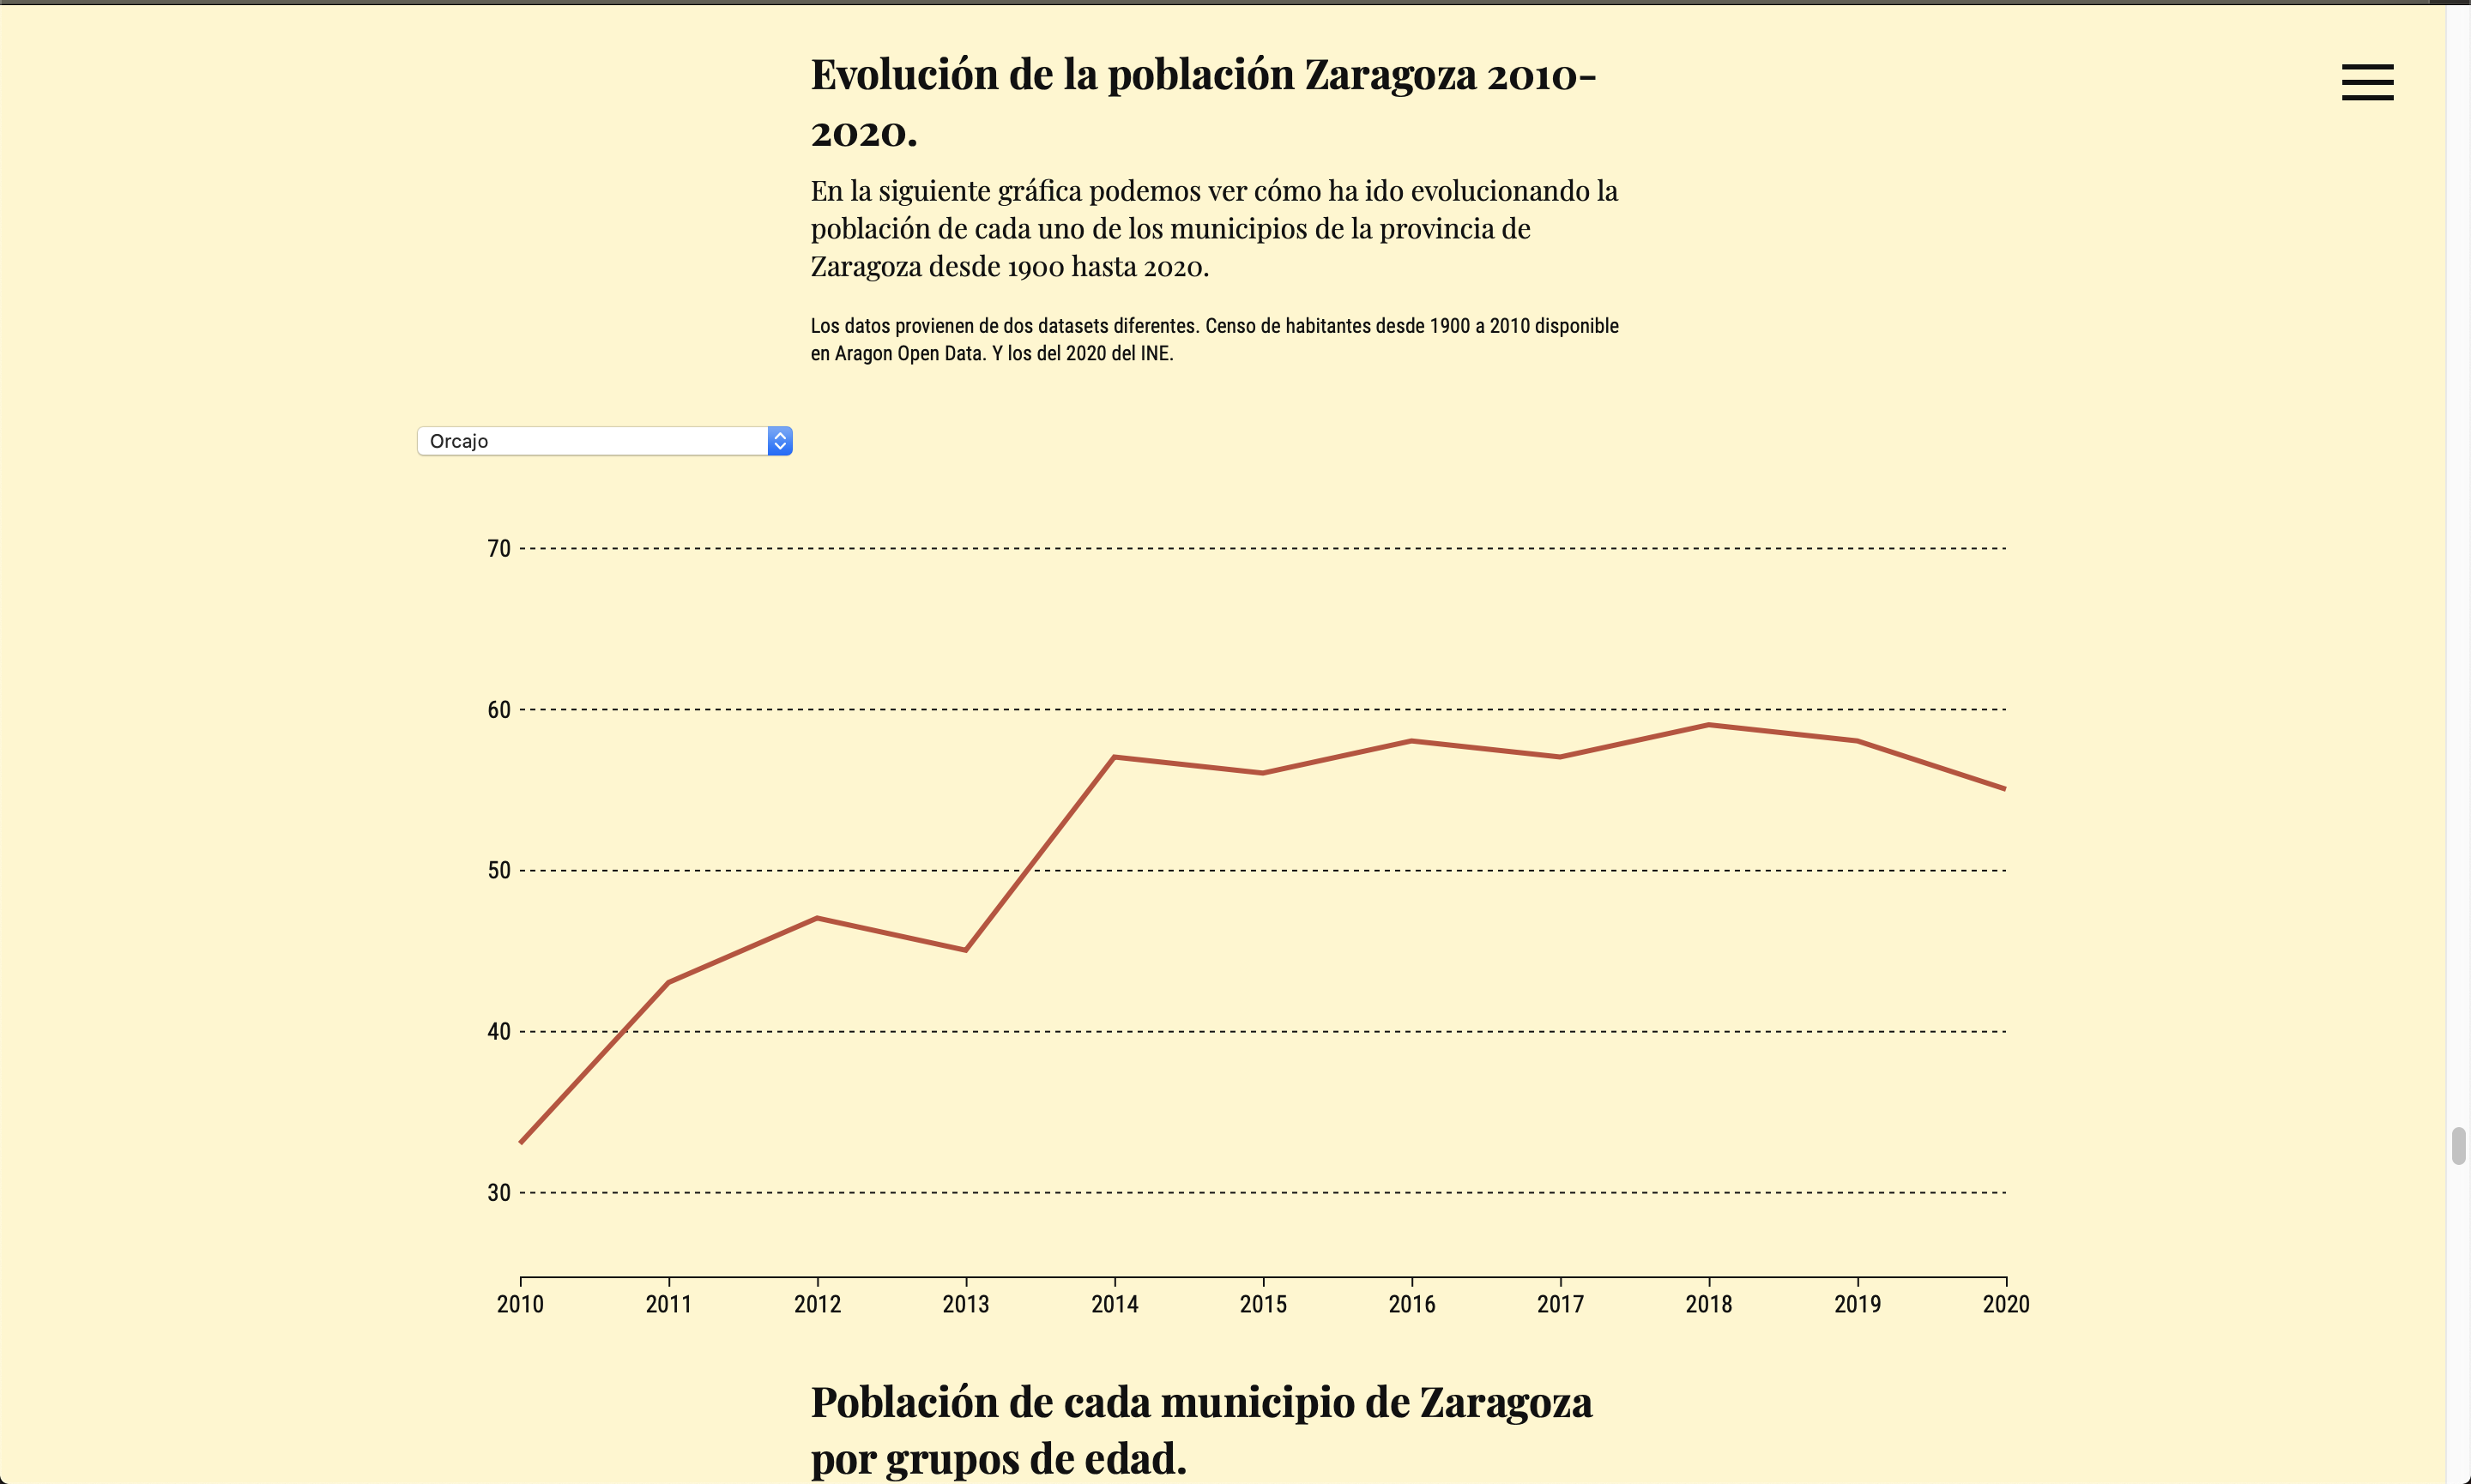 Evolución de la población Zaragoza 2010-
2020.
En la siguiente gráfica podemos ver cómo ha ido evolucionando la
población de cada uno de los municipios de la provincia de
Zaragoza desde 1900 hasta 2020.
Los datos provienen de dos datasets diferentes. Censo de habitantes desde 1900 a 2010 disponible
en Aragon Open Data. Y los del 2020 del INE.
Orcajo
70
60
50
40
30
2010 2011 2012 2013 2014 2015 2016 2017 2018 2019 2020
Población de cada municipio de Zaragoza
por grupos de edad.